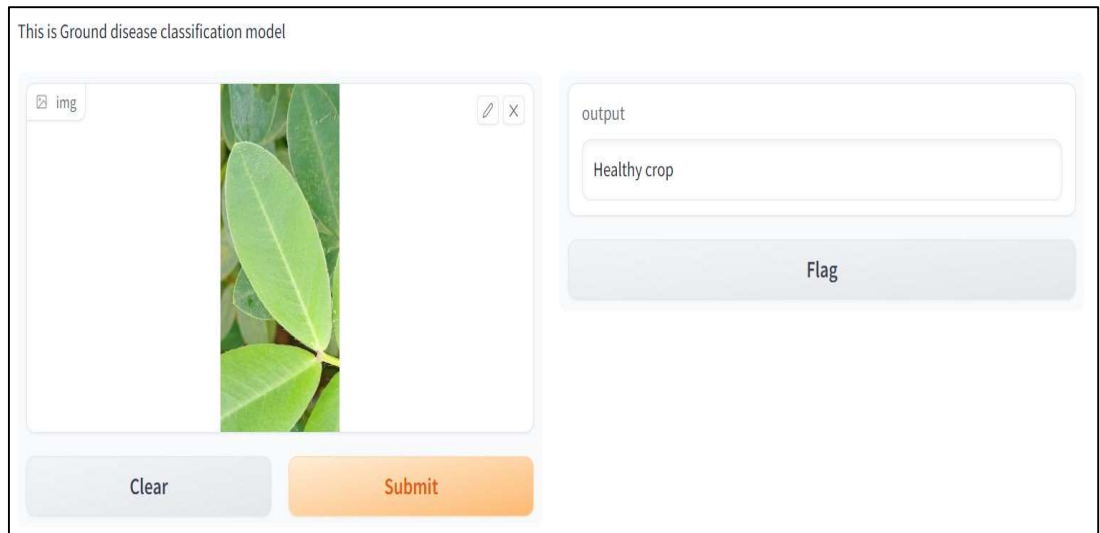 This is Ground disease classification model
img
output
Healthy crop
Flag
Clear
Submit